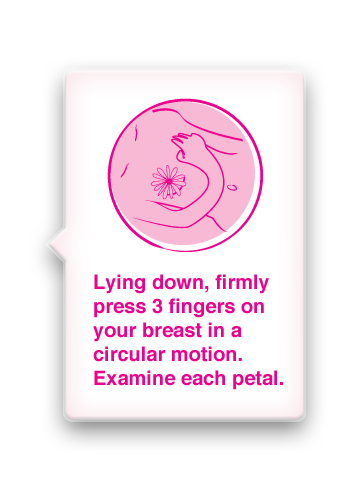 Lying down, firmly
press 3 fingers on
your breast in a
circular motion.
Examine each petal.